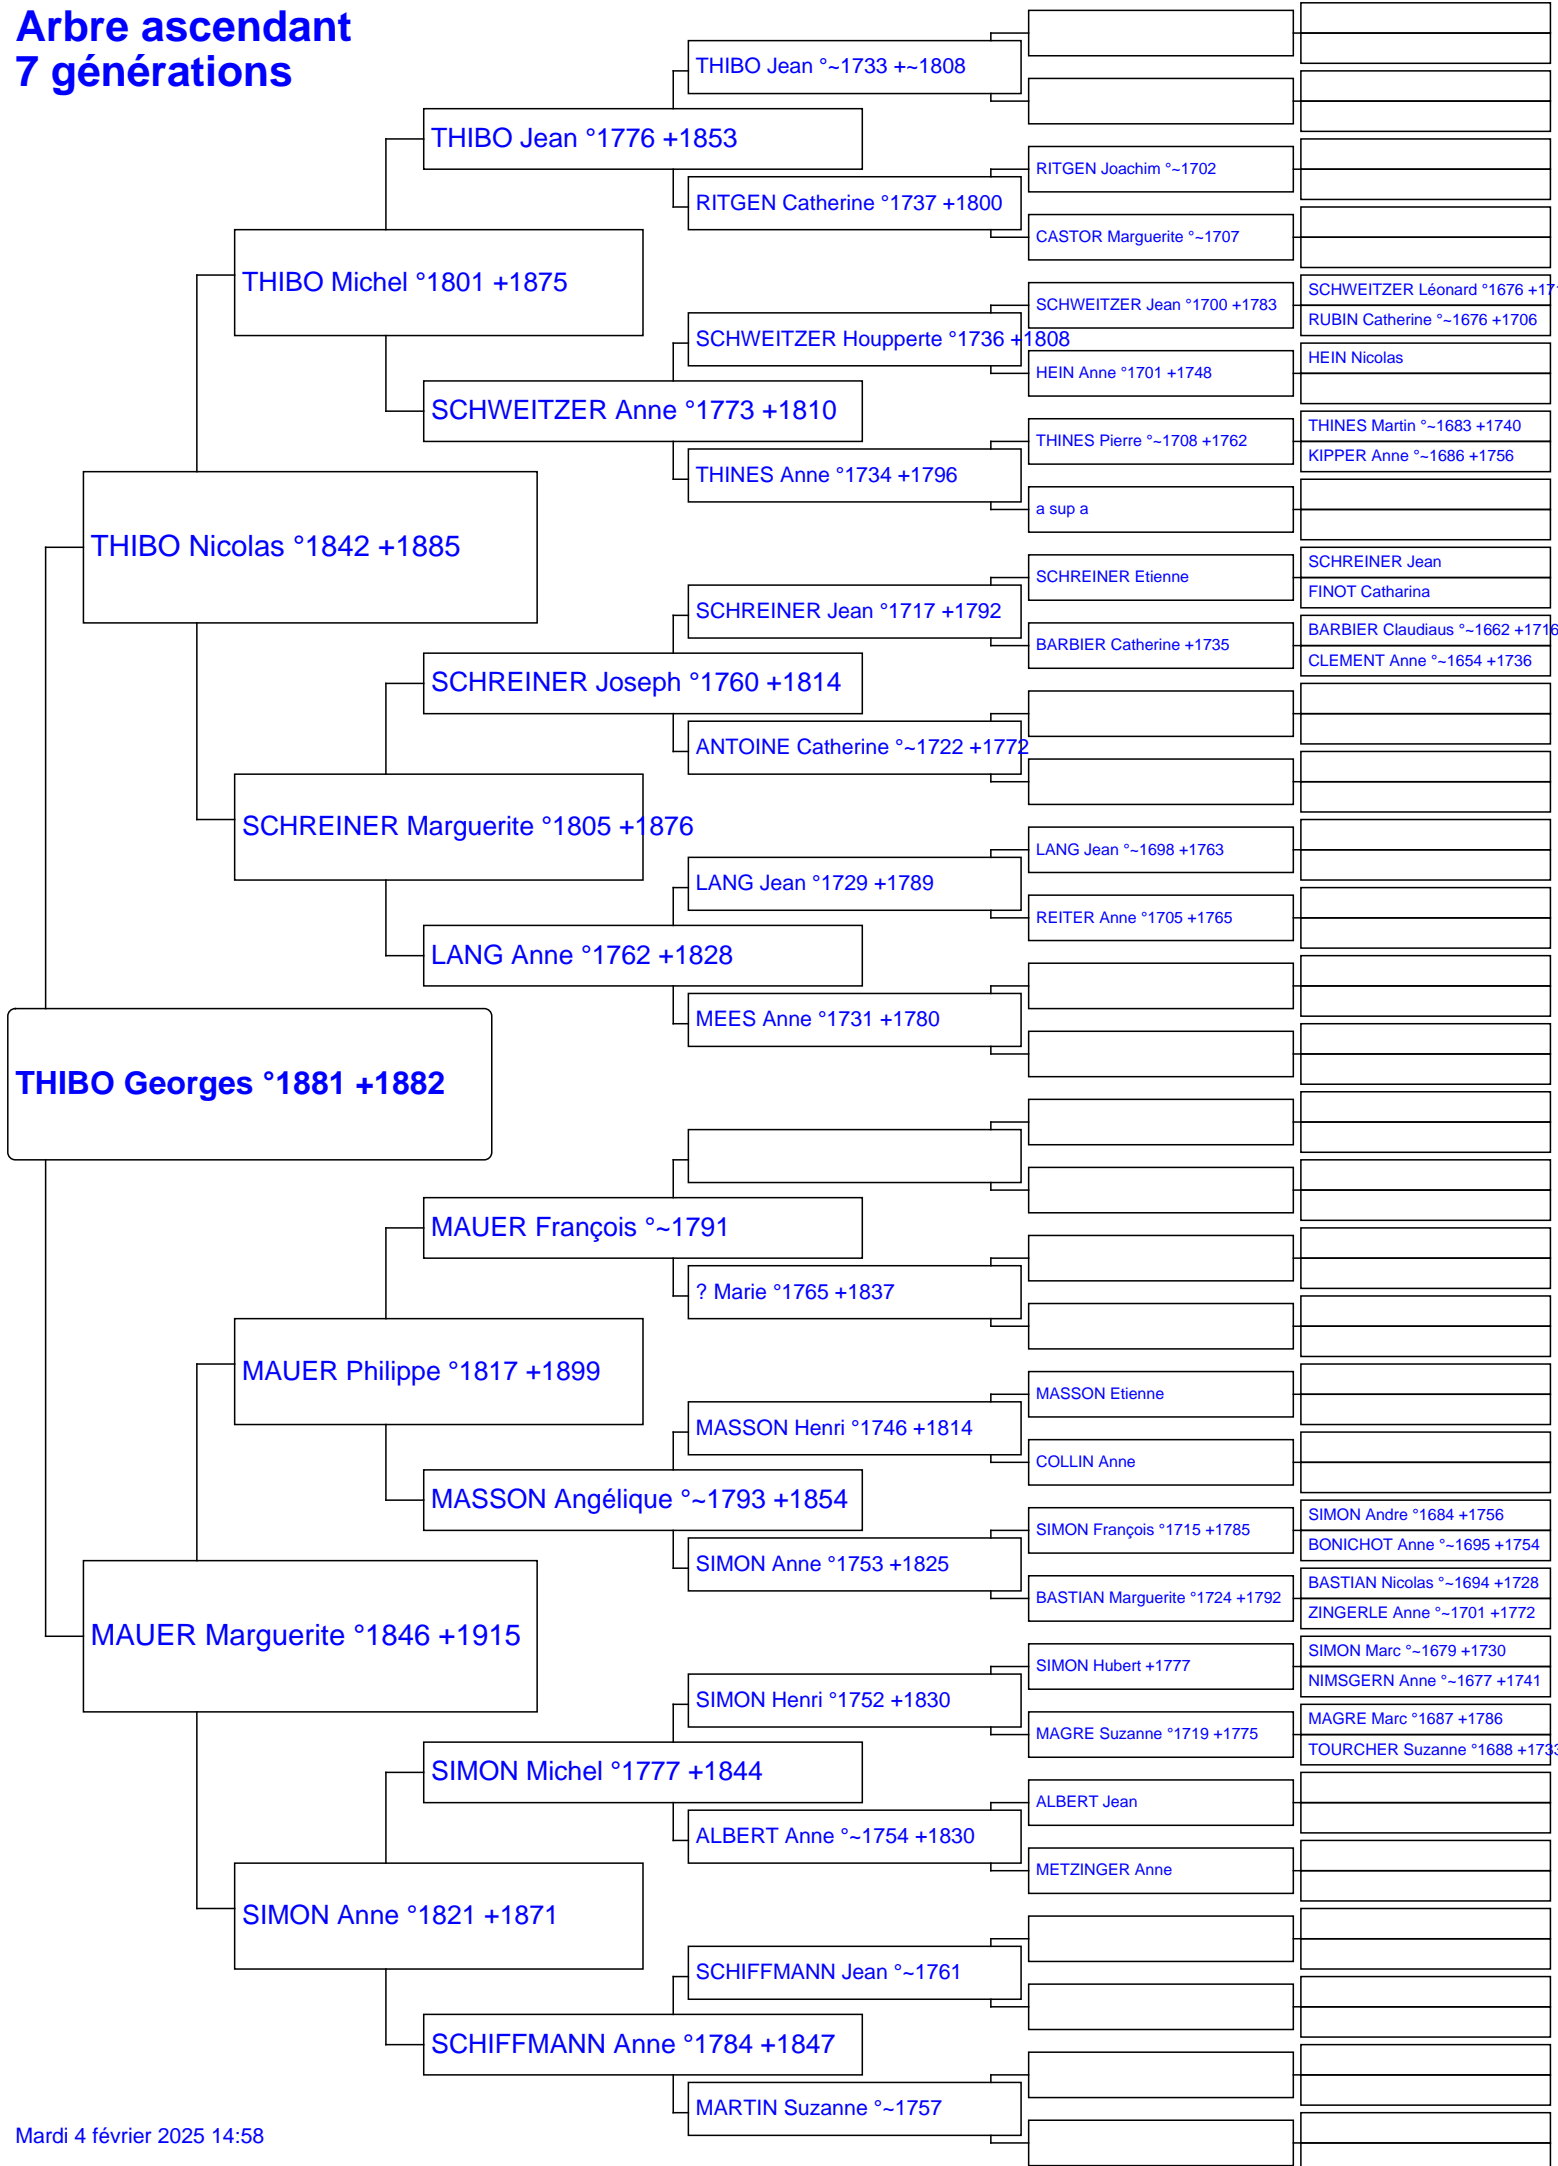 Arbre ascendant
7 générations
THIBO Jean °~1733 +~1808
THIBO Jean °1776 +1853
RITGEN Joachim °~1702
RITGEN Catherine °1737 +1800
CASTOR Marguerite °~1707
THIBO Michel °1801 +1875
SCHWEITZER Léonard °1676 +17
SCHWEITZER Jean °1700 +1783
RUBIN Catherine °~1676 +1706
SCHWEITZER Houpperte °1736 +1808
HEIN Nicolas
HEIN Anne °1701 +1748
SCHWEITZER Anne °1773 +1810
THINES Martin °~1683 +1740
THINES Pierre °~1708 +1762
KIPPER Anne °~1686 +1756
THINES Anne °1734 +1796
a sup a
THIBO Nicolas °1842 +1885
SCHREINER Jean
SCHREINER Etienne
FINOT Catharina
SCHREINER Jean °1717 +1792
BARBIER Claudiaus °~1662 +1716
BARBIER Catherine +1735
CLEMENT Anne °~1654 +1736
SCHREINER Joseph °1760 +1814
ANTOINE Catherine °~1722 +1772
SCHREINER Marguerite °1805 +1876
LANG Jean °~1698 +1763
LANG Jean °1729 +1789
REITER Anne °1705 +1765
LANG Anne °1762 +1828
MEES Anne °1731 +1780
THIBO Georges °1881 +1882
MAUER François °~1791
? Marie °1765 +1837
MAUER Philippe °1817 +1899
MASSON Etienne
MASSON Henri °1746 +1814
COLLIN Anne
MASSON Angélique °~1793 +1854
SIMON Andre °1684 +1756
SIMON François °1715 +1785
BONICHOT Anne °~1695 +1754
SIMON Anne °1753 +1825
BASTIAN Nicolas °~1694 +1728
BASTIAN Marguerite °1724 +1792
ZINGERLE Anne °~1701 +1772
MAUER Marguerite °1846 +1915
SIMON Marc °~1679 +1730
SIMON Hubert +1777
NIMSGERN Anne °~1677 +1741
SIMON Henri °1752 +1830
MAGRE Marc °1687 +1786
MAGRE Suzanne °1719 +1775
TOURCHER Suzanne °1688 +1733
SIMON Michel °1777 +1844
ALBERT Jean
ALBERT Anne °~1754 +1830
METZINGER Anne
SIMON Anne °1821 +1871
SCHIFFMANN Jean °~1761
SCHIFFMANN Anne °1784 +1847
MARTIN Suzanne °~1757
Mardi 4 février 2025 14:58